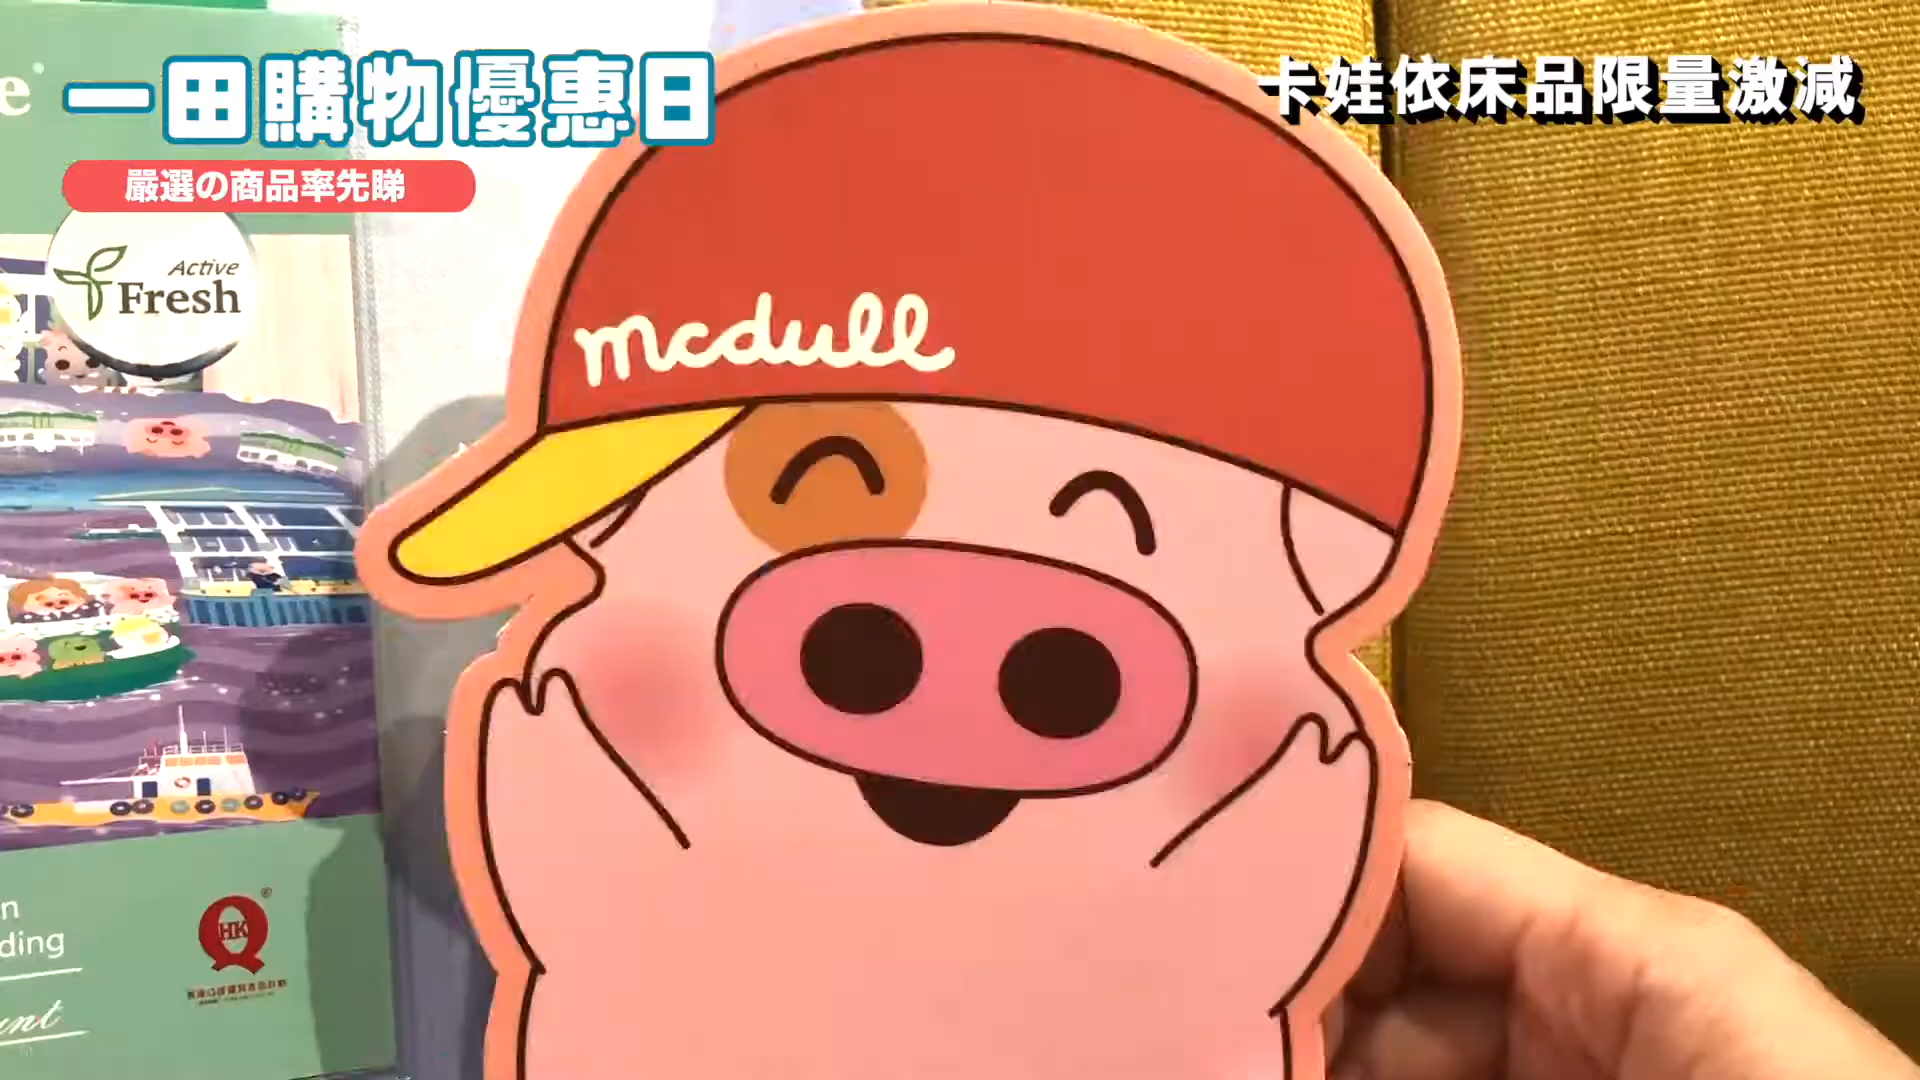 一田購物優惠日
卡娃依床品限量激減
嚴選の商品率先睇
Active
Fresh
mcdull
HK